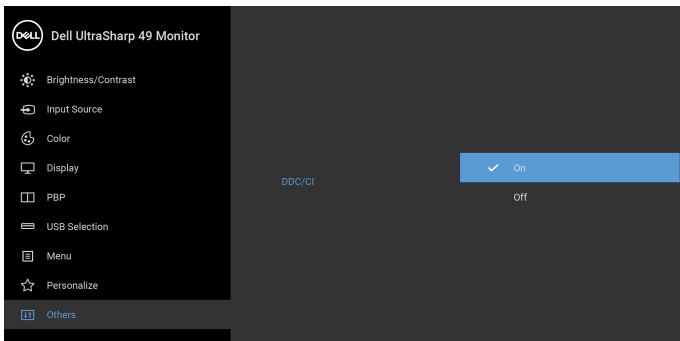 DELL Dell UltraSharp 49 Monitor
Brightness/Contrast
Input Source
Color
Display
PBP
USB Selection
Menu
Personalize
Others
DDC/CI
On
Off